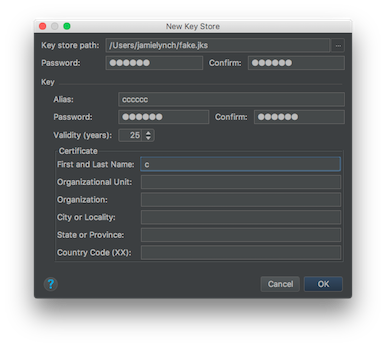 New Key Store
Key store path: /Users/jamielynch/fake.jks ...
Password: ●●●●●● Confirm: ●●●●●●
Key
Alias: cccccc
Password: ●●●●●● Confirm: ●●●●●●
Validity (years): 25
Certificate
First and Last Name: c
Organizational Unit:
Organization:
City or Locality:
State or Province:
Country Code (XX):
? Cancel OK